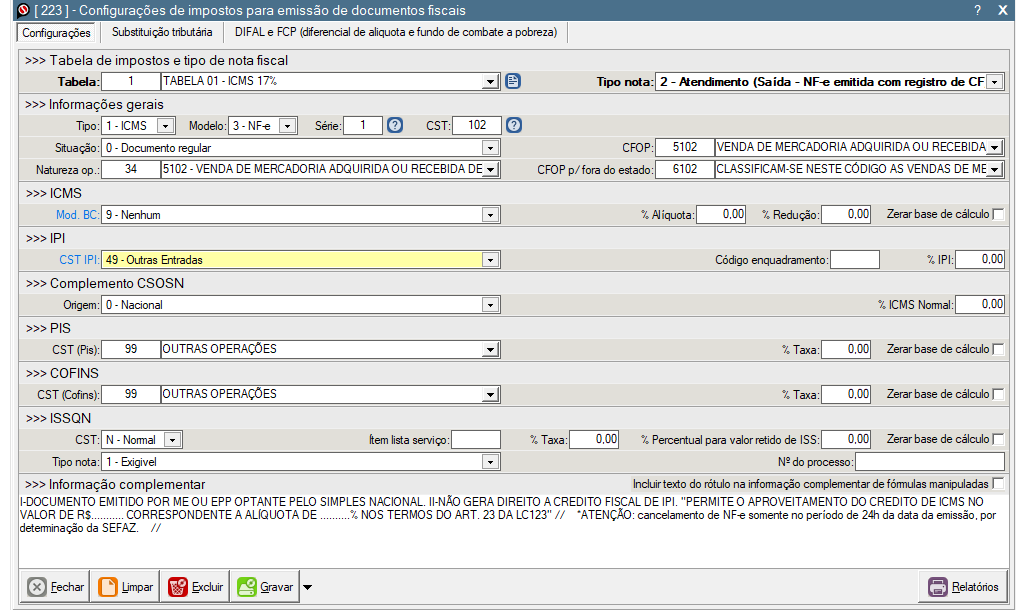 [ 223 ] - Configurações de impostos para emissão de documentos fiscais ? X
Configurações Substituição tributária DIFAL e FCP (diferencial de aliquota e fundo de combate a pobreza)
>>> Tabela de impostos e tipo de nota fiscal
Tabela: 1 TABELA 01 - ICMS 17% Tipo nota: 2 - Atendimento (Saída - NF-e emitida com registro de CF
>>> Informações gerais
Tipo: 1 - ICMS Modelo: 3 - NF-e Série: 1 ? CST: 102 ?
Situação: 0 - Documento regular CFOP: 5102 VENDA DE MERCADORIA ADQUIRIDA OU RECEBIDA
Natureza op.: 34 5102 - VENDA DE MERCADORIA ADQUIRIDA OU RECEBIDA DE CFOP p/ fora do estado: 6102 CLASSIFICAM-SE NESTE CÓDIGO AS VENDAS DE ME
>>> ICMS
Mod. BC: 9 - Nenhum % Alíquota: 0,00 % Redução: 0,00 Zerar base de cálculo
>>> IPI
CST IPI: 49 - Outras Entradas Código enquadramento: % IPI: 0,00
>>> Complemento CSOSN
Origem: 0 - Nacional % ICMS Normal: 0,00
>>> PIS
CST (Pis): 99 OUTRAS OPERAÇÕES % Taxa: 0,00 Zerar base de cálculo
>>> COFINS
CST (Cofins): 99 OUTRAS OPERAÇÕES % Taxa: 0,00 Zerar base de cálculo
>>> ISSQN
CST: N - Normal Ítem lista serviço: % Taxa: 0,00 % Percentual para valor retido de ISS: 0,00 Zerar base de cálculo
Tipo nota: 1 - Exigivel Nº do processo:
>>> Informação complementar Incluir texto do rótulo na informação complementar de fórmulas manipuladas
I-DOCUMENTO EMITIDO POR ME OU EPP OPTANTE PELO SIMPLES NACIONAL. II-NÃO GERA DIREITO A CREDITO FISCAL DE IPI. "PERMITE O APROVEITAMENTO DO CREDITO DE ICMS NO
VALOR DE R$.......... CORRESPONDENTE A ALÍQUOTA DE ..........% NOS TERMOS DO ART. 23 DA LC123" // *ATENÇÃO: cancelamento de NF-e somente no período de 24h da data da emissão, por
determinação da SEFAZ. //
Fechar Limpar Excluir Gravar Relatórios